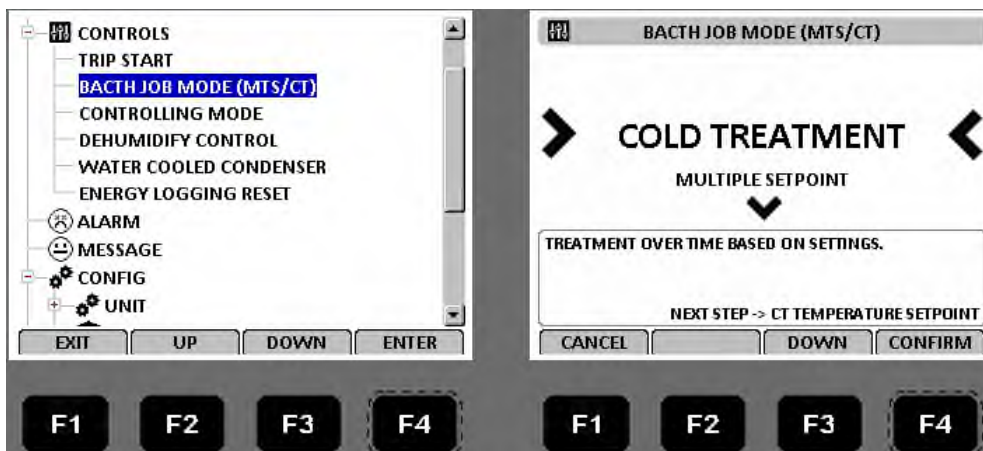 CONTROLS
TRIP START
BACTH JOB MODE (MTS/CT)
CONTROLLING MODE
DEHUMIDIFY CONTROL
WATER COOLED CONDENSER
ENERGY LOGGING RESET
ALARM
MESSAGE
CONFIG
UNIT
EXIT UP DOWN ENTER
F1 F2 F3 F4
BACTH JOB MODE (MTS/CT)
COLD TREATMENT
MULTIPLE SETPOINT
TREATMENT OVER TIME BASED ON SETTINGS.
NEXT STEP -> CT TEMPERATURE SETPOINT
CANCEL DOWN CONFIRM
F1 F2 F3 F4